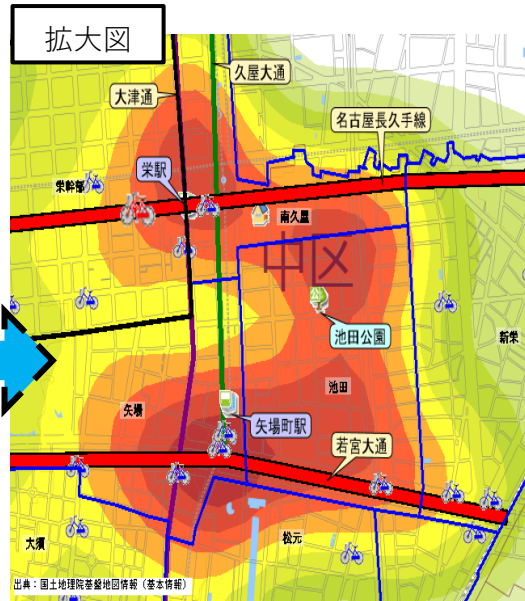 拡大図
久屋大通
大津通
名古屋長久手線
栄駅
栄幹部
南久屋
中区
公
池田公園
新栄
池田
矢場
矢場町駅
若宮大通
大須
松元
出典：国土地理院基盤地図情報（基本情報）